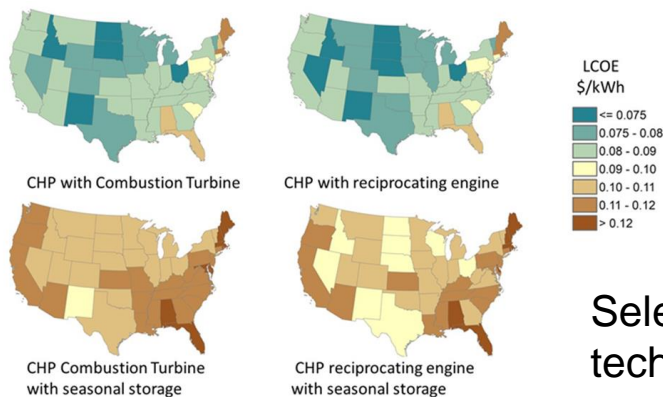 CHP with Combustion Turbine
CHP with reciprocating engine
LCOE
$/kWh
<= 0.075
0.075 - 0.08
0.08 - 0.09
0.09 - 0.10
0.10 - 0.11
0.11 - 0.12
> 0.12
CHP Combustion Turbine
with seasonal storage
CHP reciprocating engine
with seasonal storage
Sele
tech